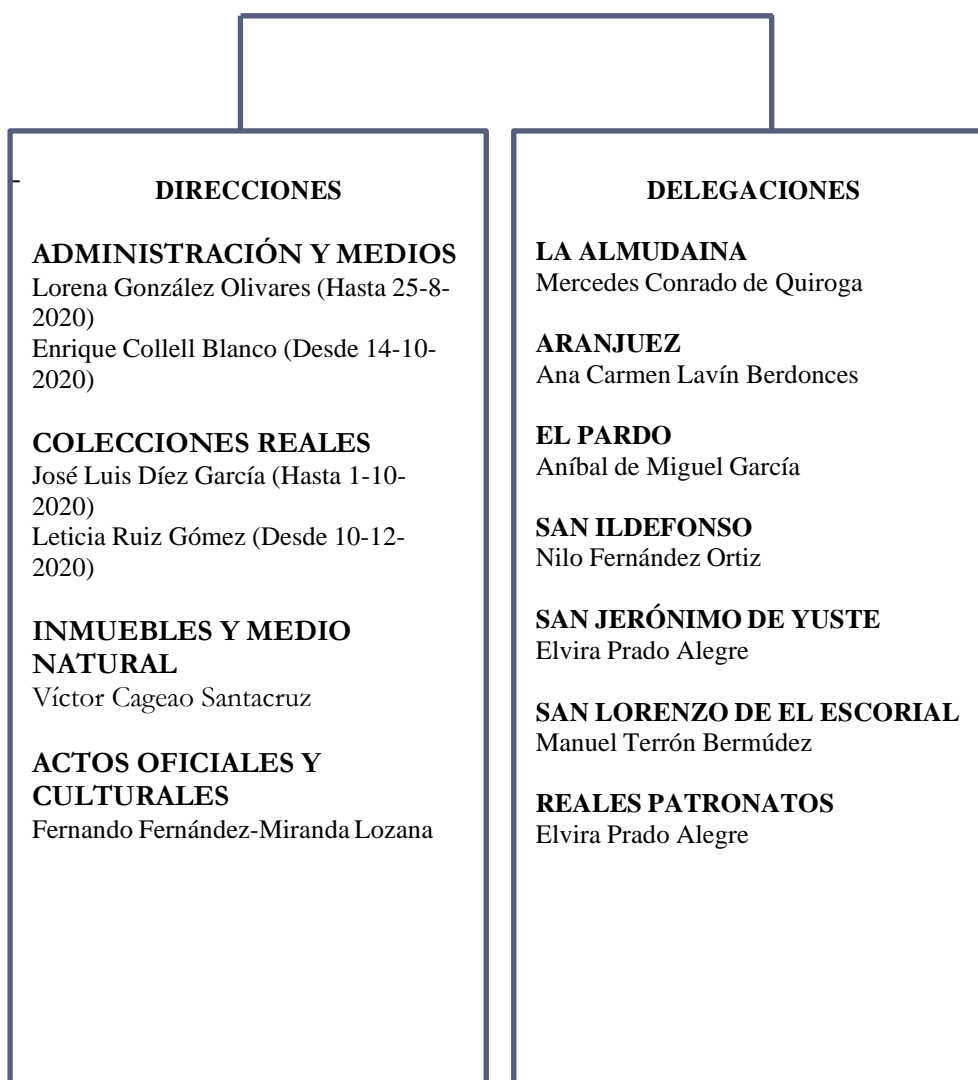 DIRECCIONES
ADMINISTRACIÓN Y MEDIOS
Lorena González Olivares (Hasta 25-8-
2020)
Enrique Collell Blanco (Desde 14-10-
2020)
COLECCIONES REALES
José Luis Díez García (Hasta 1-10-
2020)
Leticia Ruiz Gómez (Desde 10-12-
2020)
INMUEBLES Y MEDIO
NATURAL
Víctor Cageao Santacruz
ACTOS OFICIALES Y
CULTURALES
Fernando Fernández-Miranda Lozana
DELEGACIONES
LA ALMUDAINA
Mercedes Conrado de Quiroga
ARANJUEZ
Ana Carmen Lavín Berdonces
EL PARDO
Aníbal de Miguel García
SAN ILDEFONSO
Nilo Fernández Ortiz
SAN JERÓNIMO DE YUSTE
Elvira Prado Alegre
SAN LORENZO DE EL ESCORIAL
Manuel Terrón Bermúdez
REALES PATRONATOS
Elvira Prado Alegre